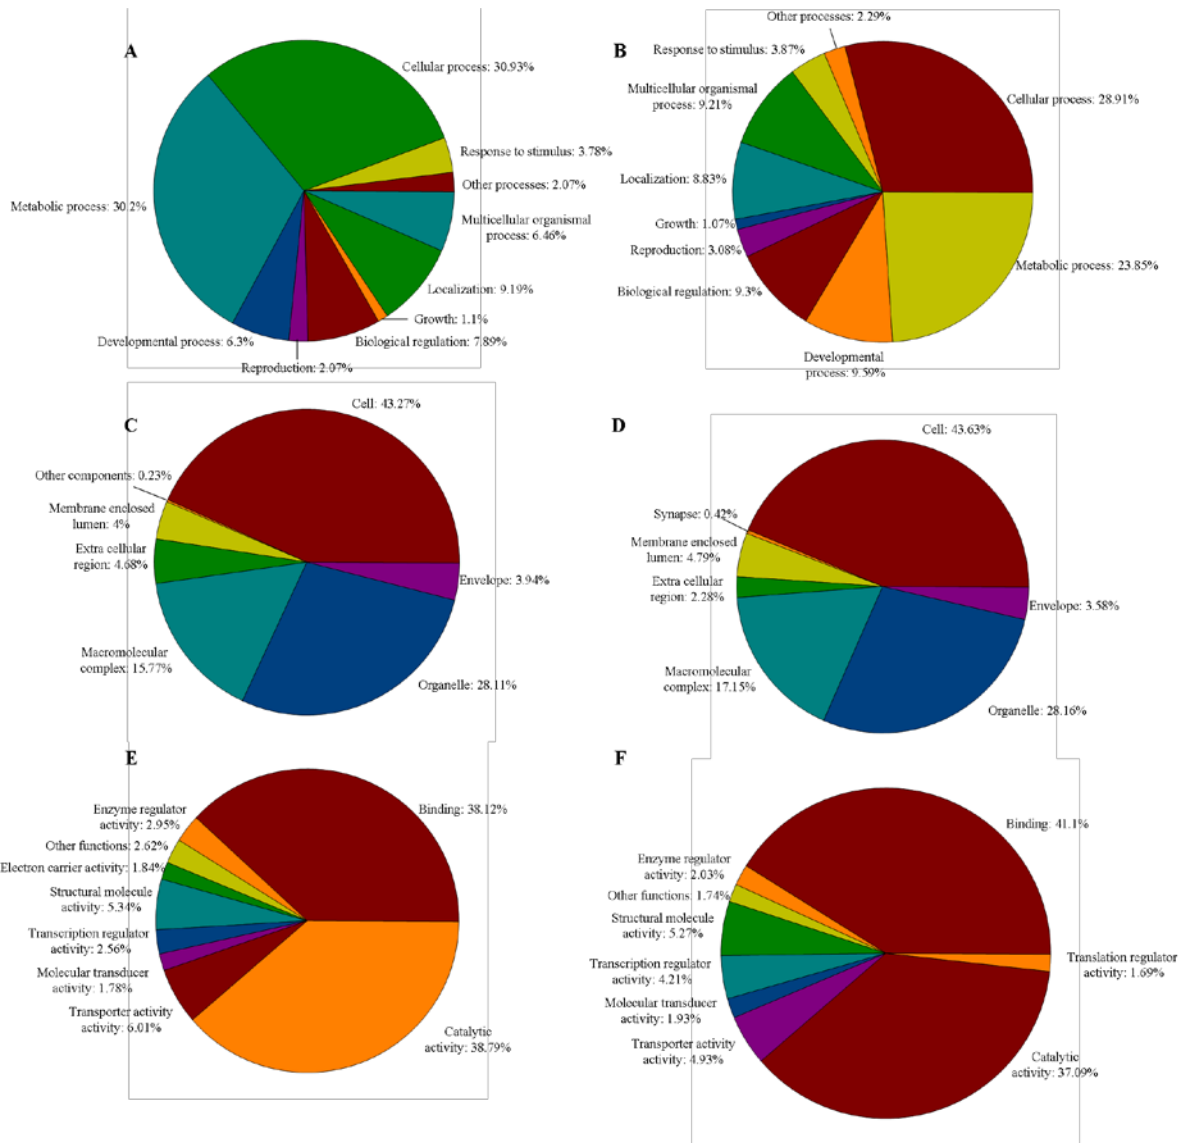 A
Cellular process: 30.93%
Response to stimulus: 3.78%
Other processes: 2.07%
Multicellular organismal
process: 6.46%
Localization: 9.19%
Growth: 1.1%
Biological regulation: 7.89%
Reproduction: 2.07%
Developmental process: 6.3%
Metabolic process: 30.2%
B
Other processes: 2.29%
Response to stimulus: 3.87%
Multicellular organismal
process: 9.21%
Localization: 8.83%
Growth: 1.07%
Reproduction: 3.08%
Biological regulation: 9.3%
Developmental
process: 9.59%
Metabolic process: 23.85%
Cellular process: 28.91%
C
Cell: 43.27%
Other components: 0.23%
Membrane enclosed
lumen: 4%
Extra cellular
region: 4.68%
Macromolecular
complex: 15.77%
Organelle: 28.11%
Envelope: 3.94%
D
Cell: 43.63%
Synapse: 0.42%
Membrane enclosed
lumen: 4.79%
Extra cellular
region: 2.28%
Macromolecular
complex: 17.15%
Organelle: 28.16%
Envelope: 3.58%
E
Binding: 38.12%
Enzyme regulator
activity: 2.95%
Other functions: 2.62%
Electron carrier activity: 1.84%
Structural molecule
activity: 5.34%
Transcription regulator
activity: 2.56%
Molecular transducer
activity: 1.78%
Transporter activity
activity: 6.01%
Catalytic
activity: 38.79%
F
Binding: 41.1%
Enzyme regulator
activity: 2.03%
Other functions: 1.74%
Structural molecule
activity: 5.27%
Transcription regulator
activity: 4.21%
Molecular transducer
activity: 1.93%
Transporter activity
activity: 4.93%
Catalytic
activity: 37.09%
Translation regulator
activity: 1.69%